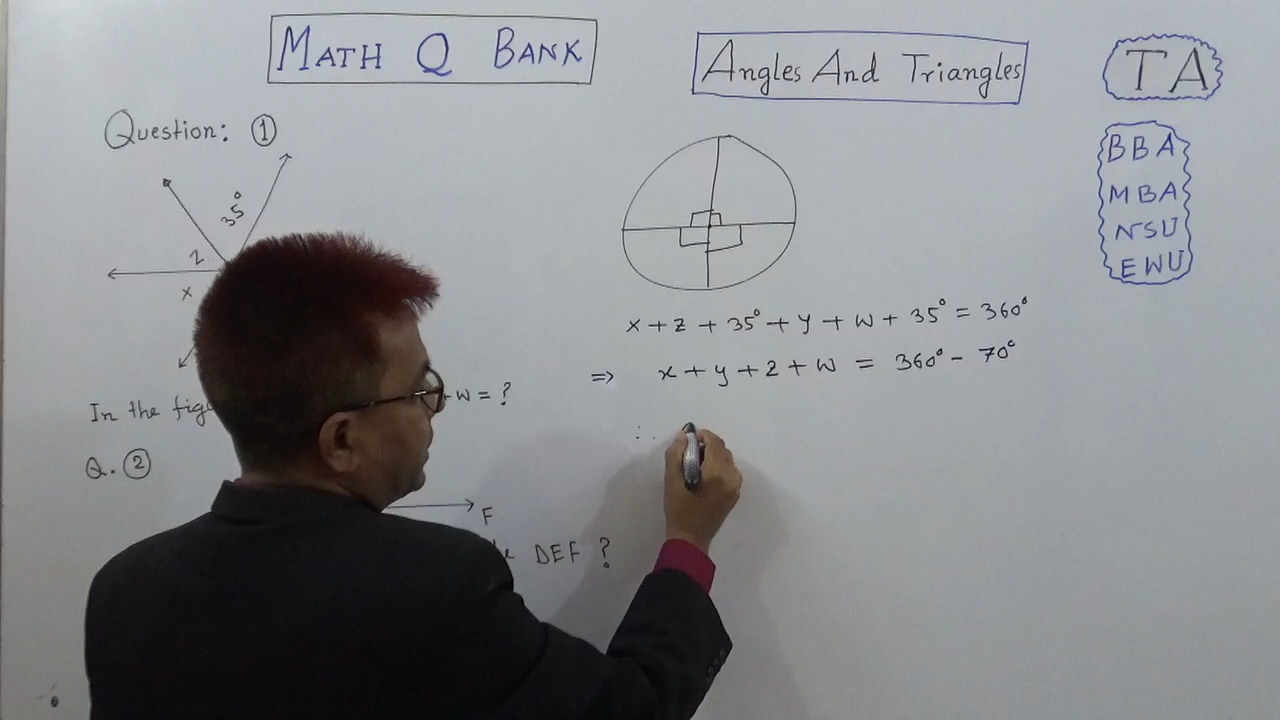 MATH Q BANK
Angles And Triangles
TA
BBA
MBA
NSU
EWU
Question: ①
35°
z
x
x + z + 35° + y + w + 35° = 360°
⇒ x + y + z + w = 360° - 70°
In the
+w = ?
Q. ②
F
DEF ?